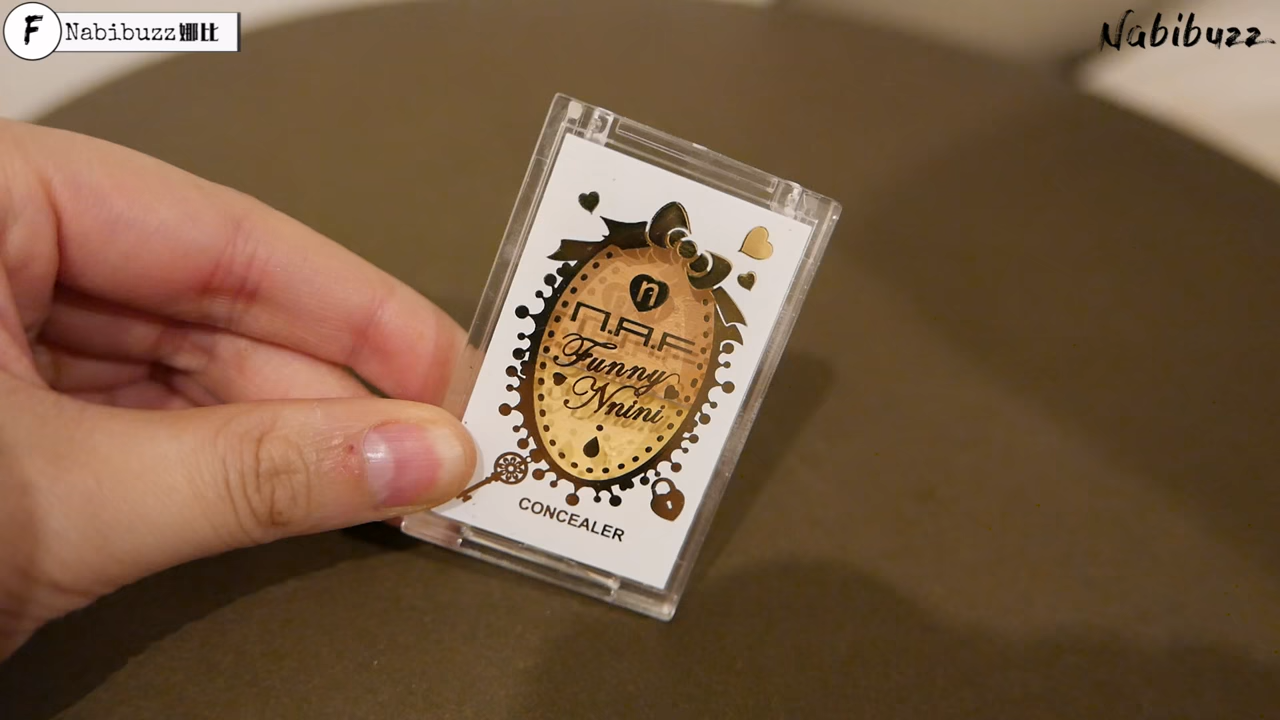 F
Nabibuzz娜比
Nabibuzz
n
n.A.F
Funny
Nnini
CONCEALER